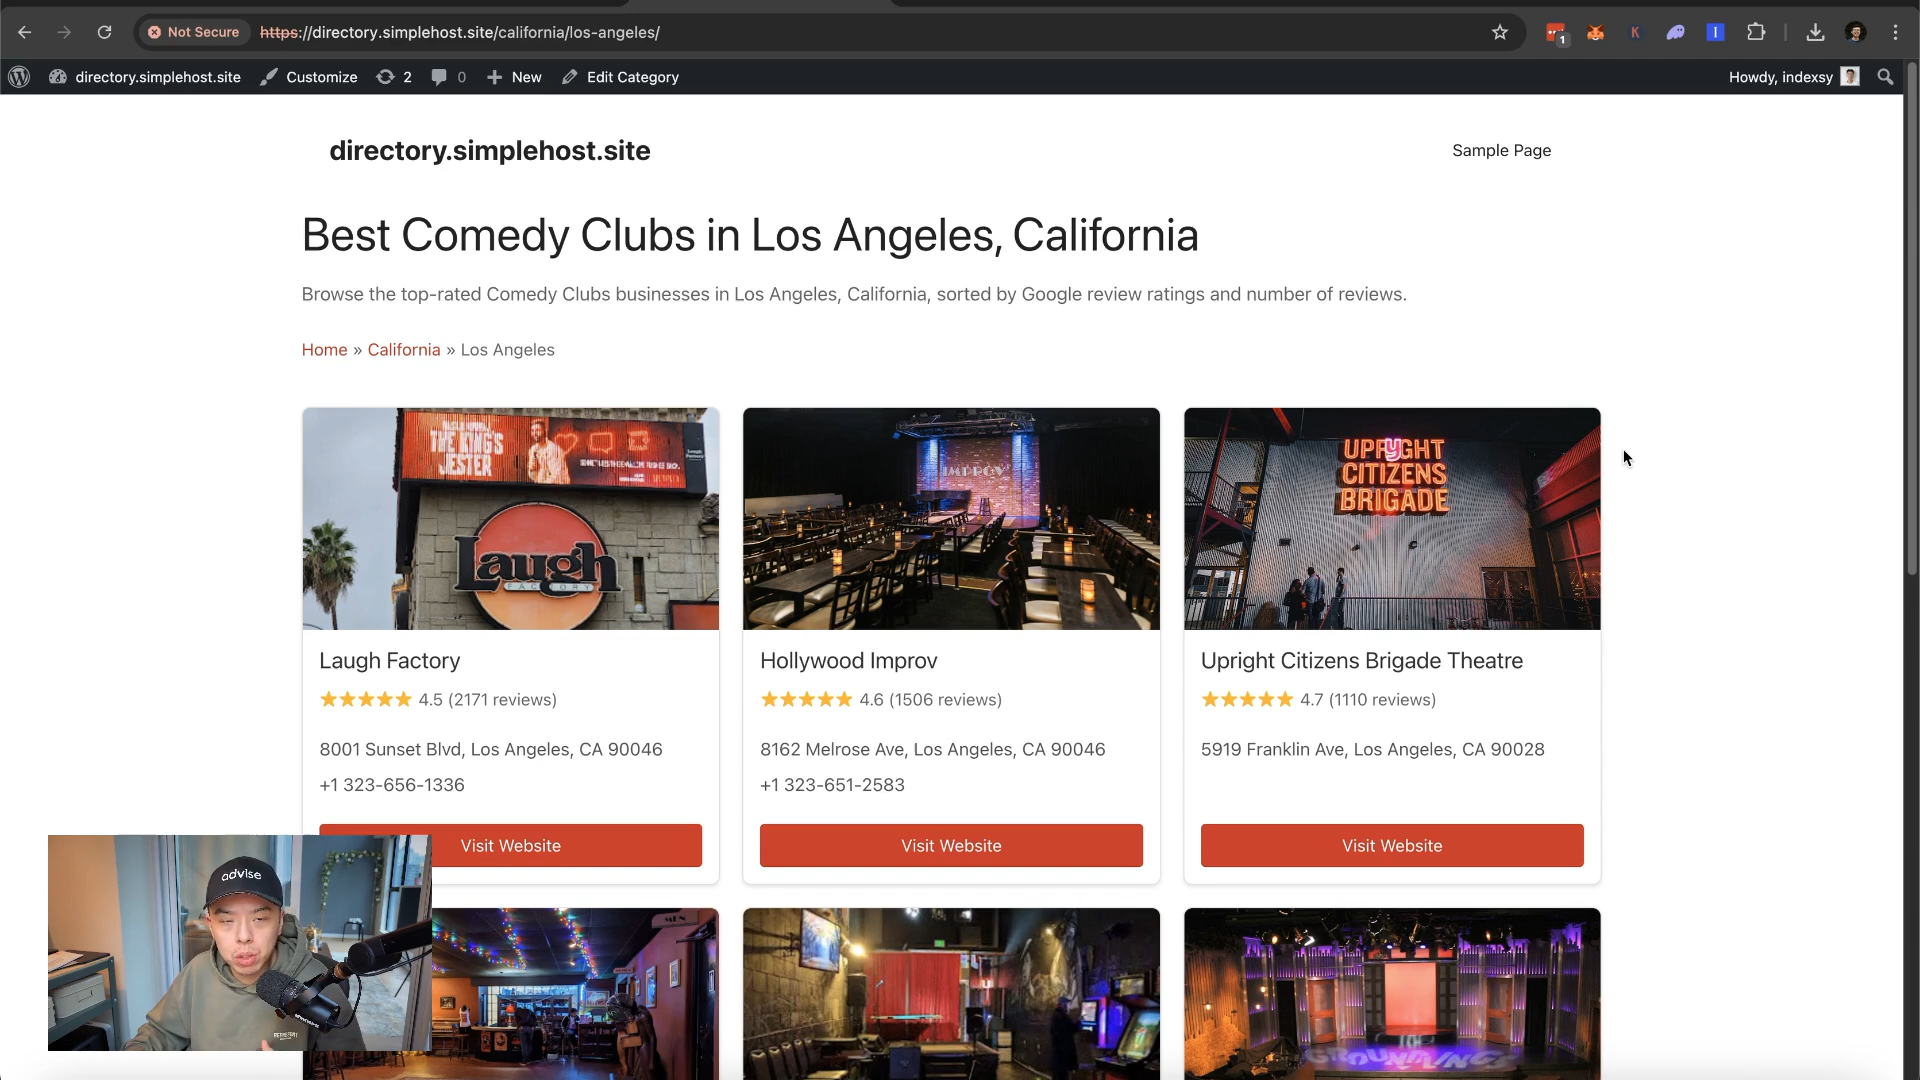 Not Secure https://directory.simplehost.site/california/los-angeles/
1
K
directory.simplehost.site Customize 2 0 New Edit Category Howdy, indexsy
directory.simplehost.site Sample Page
Best Comedy Clubs in Los Angeles, California
Browse the top-rated Comedy Clubs businesses in Los Angeles, California, sorted by Google review ratings and number of reviews.
Home » California » Los Angeles
THE KING'S
JESTER
Laugh
FACTORY
IMPROV
UPRIGHT
CITIZENS
BRIGADE
Laugh Factory
4.5 (2171 reviews)
8001 Sunset Blvd, Los Angeles, CA 90046
+1 323-656-1336
Visit Website
Hollywood Improv
4.6 (1506 reviews)
8162 Melrose Ave, Los Angeles, CA 90046
+1 323-651-2583
Visit Website
Upright Citizens Brigade Theatre
4.7 (1110 reviews)
5919 Franklin Ave, Los Angeles, CA 90028
Visit Website
advise
MEN
THE GROUNDLINGS